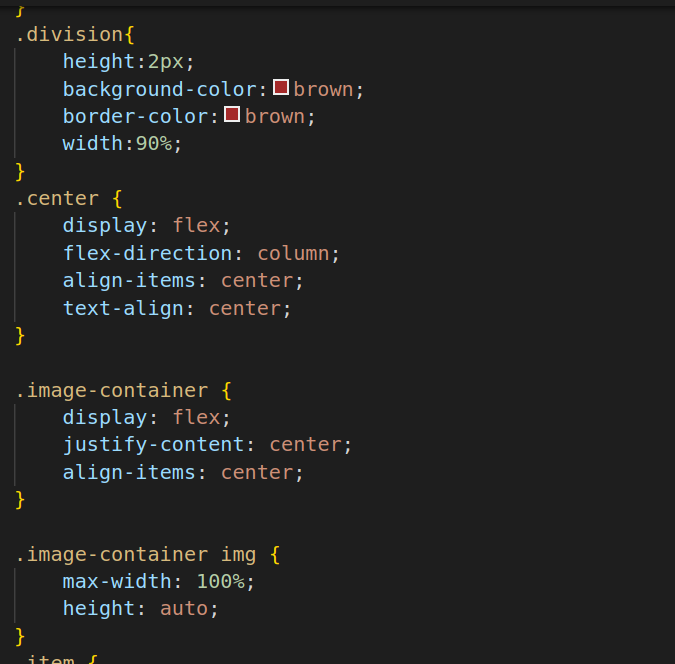 }
.division{
    height:2px;
    background-color:brown;
    border-color:brown;
    width:90%;
}
.center {
    display: flex;
    flex-direction: column;
    align-items: center;
    text-align: center;
}

.image-container {
    display: flex;
    justify-content: center;
    align-items: center;
}

.image-container img {
    max-width: 100%;
    height: auto;
}
.item {